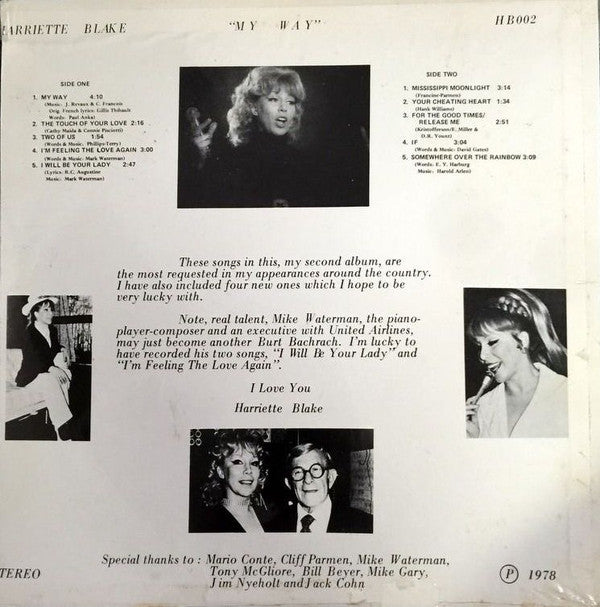 HARRIETTE BLAKE "MY WAY" HB002
SIDE ONE
1. MY WAY 4:10
(Music: J. Revaux & C. Francois
Orig. French lyrics: Gillis Thibault
Words: Paul Anka)
2. THE TOUCH OF YOUR LOVE 2:16
(Cathy Maida & Connie Pisciotti)
3. TWO OF US 1:54
(Words & Music: Phillips-Terry)
4. I'M FEELING THE LOVE AGAIN 3:00
(Words & Music: Mark Waterman)
5. I WILL BE YOUR LADY 2:47
(Lyrics: R.C. Augustine
Music: Mark Waterman)
SIDE TWO
1. MISSISSIPPI MOONLIGHT 3:14
(Francine-Parmen)
2. YOUR CHEATING HEART 1:34
(Hank Williams)
3. FOR THE GOOD TIMES/
RELEASE ME 2:51
(Kristofferson/E. Miller &
D.R. Yount)
4. IF 3:04
(Words & Music: David Gates)
5. SOMEWHERE OVER THE RAINBOW 3:09
(Words: E. Y. Harburg
Music: Harold Arlen)
These songs in this, my second album, are
the most requested in my appearances around the country.
I have also included four new ones which I hope to be
very lucky with.
Note, real talent, Mike Waterman, the piano-
player-composer and an executive with United Airlines,
may just become another Burt Bachrach. I'm lucky to
have recorded his two songs, "I Will Be Your Lady" and
"I'm Feeling The Love Again".
I Love You
Harriette Blake
Special thanks to : Mario Conte, Cliff Parmen, Mike Waterman,
Tony McGliore, Bill Beyer, Mike Gary,
Jim Nyeholt and Jack Cohn
TEREO Ⓟ 1978